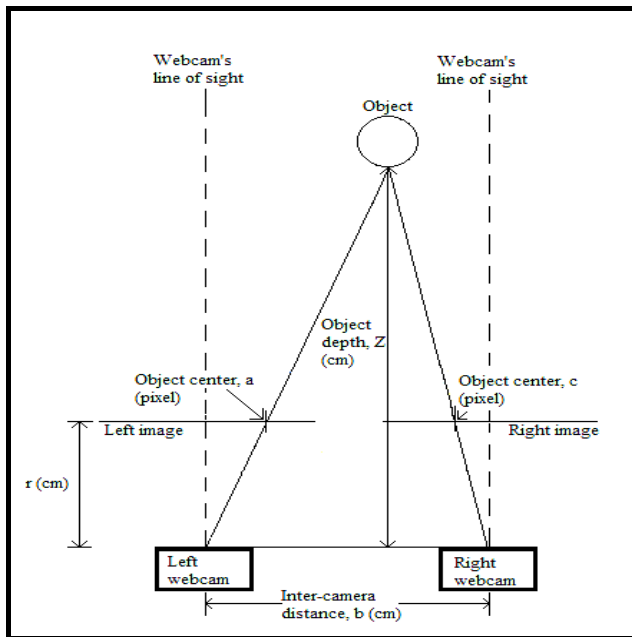 Webcam's
line of sight
Webcam's
line of sight
Object
Object
depth, Z
(cm)
Object center, a
(pixel)
Object center, c
(pixel)
Left image
Right image
r (cm)
Left
webcam
Right
webcam
Inter-camera
distance, b (cm)